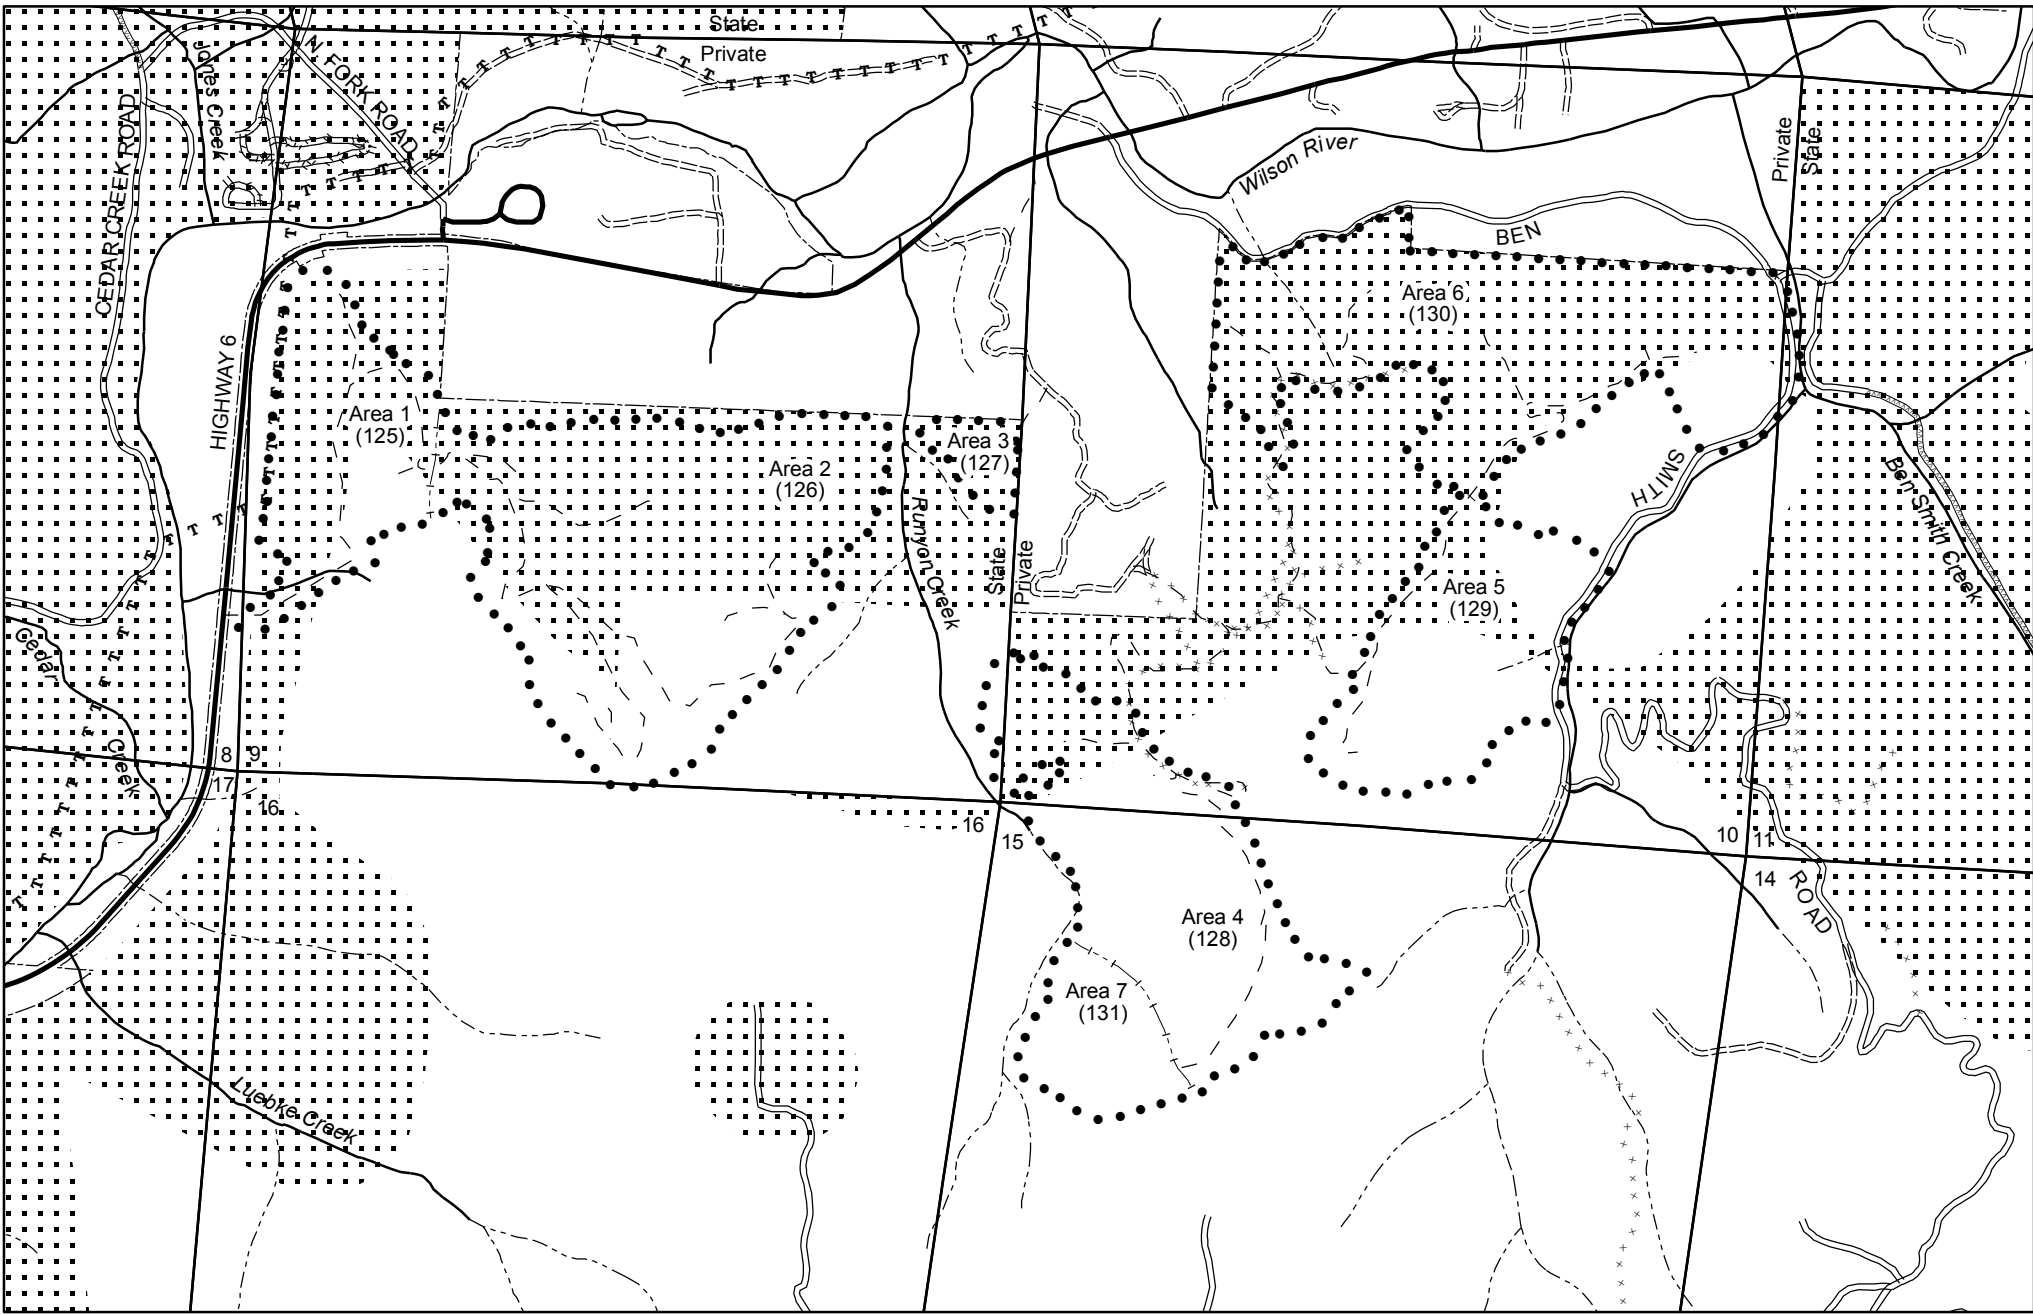 State
Private
Jones Creek
N FORK ROAD
CEDAR CREEK ROAD
Wilson River
Private
State
BEN
HIGHWAY 6
Area 6
(130)
Area 1
(125)
Area 2
(126)
Area 3
(127)
SMITH
Ben Smith Creek
Runyon Creek
State
Private
Area 5
(129)
Cedar
Creek
8
9
17
16
16
15
10
11
14
ROAD
Area 4
(128)
Area 7
(131)
Luebke Creek